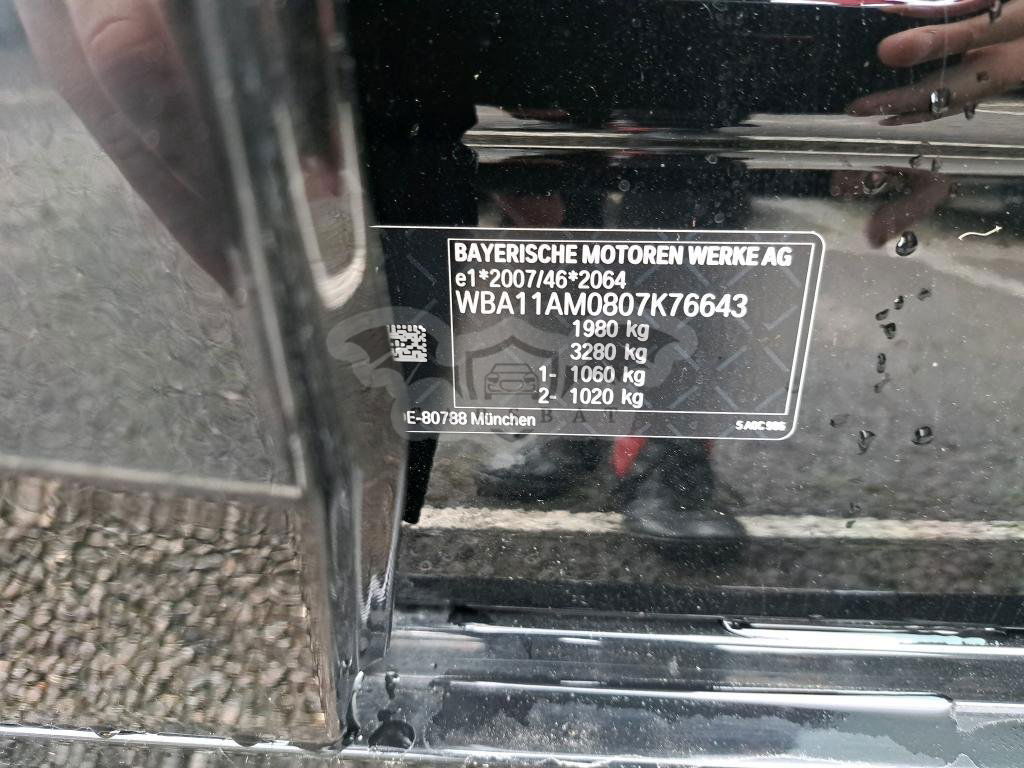 BAYERISCHE MOTOREN WERKE AG
e1*2007/46*2064
WBA11AM0807K76643
1980 kg
3280 kg
1- 1060 kg
2- 1020 kg
DE-80788 München